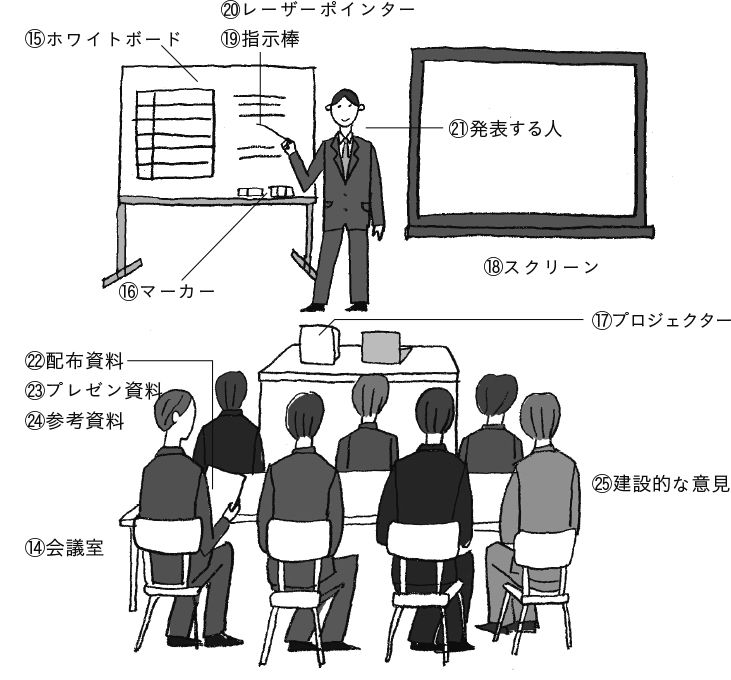 ⑳レーザーポインター
⑮ホワイトボード
⑲指示棒
㉑発表する人
⑱スクリーン
⑯マーカー
⑰プロジェクター
㉒配布資料
㉓プレゼン資料
㉔参考資料
㉕建設的な意見
⑭会議室